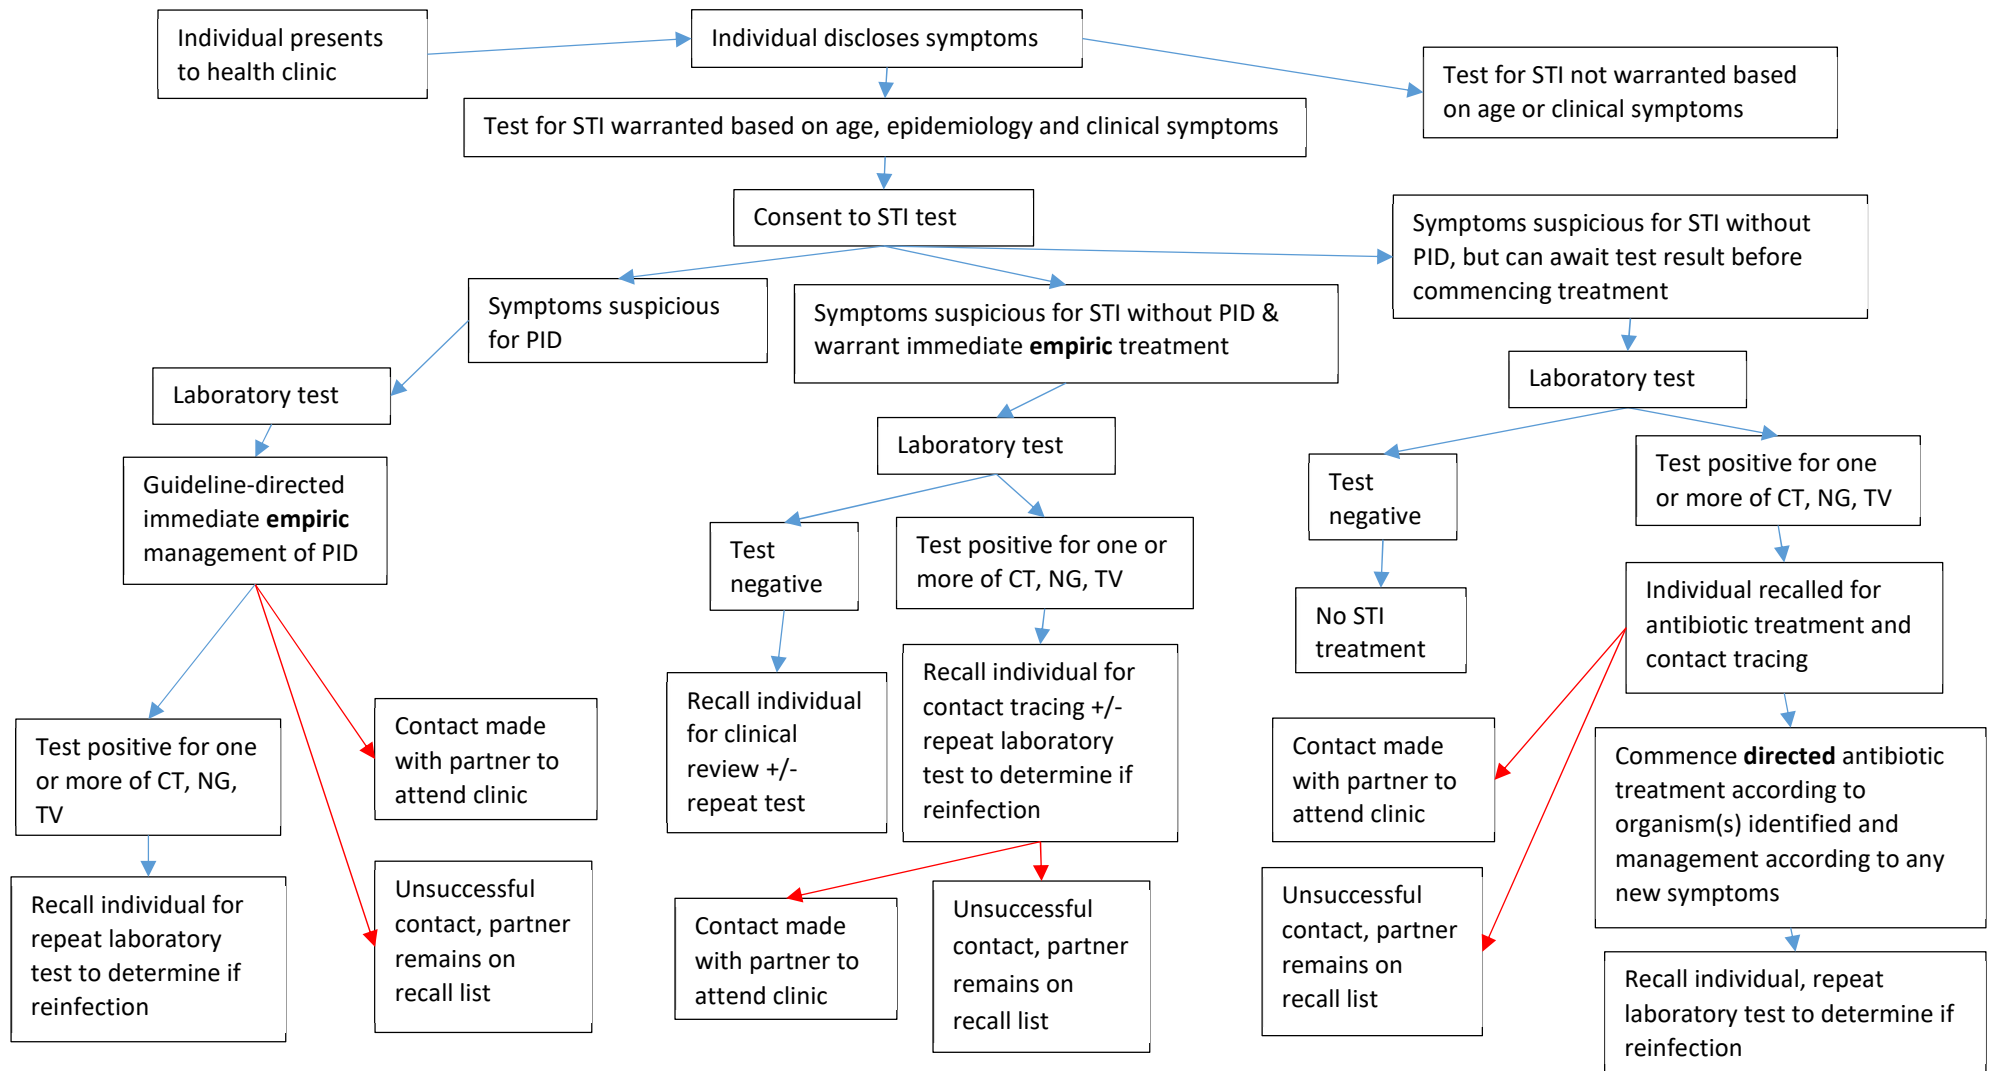 Individual presents
to health clinic
Individual discloses symptoms
Test for STI not warranted based
on age or clinical symptoms
Test for STI warranted based on age, epidemiology and clinical symptoms
Consent to STI test
Symptoms suspicious for STI without
PID, but can await test result before
commencing treatment
Symptoms suspicious
for PID
Symptoms suspicious for STI without PID &
warrant immediate empiric treatment
Laboratory test
Laboratory test
Laboratory test
Guideline-directed
immediate empiric
management of PID
Test
negative
Test positive for one or
more of CT, NG, TV
Test
negative
Test positive for one
or more of CT, NG, TV
No STI
treatment
Individual recalled for
antibiotic treatment and
contact tracing
Test positive for one
or more of CT, NG,
TV
Contact made
with partner to
attend clinic
Recall individual
for clinical
review +/-
repeat test
Recall individual for
contact tracing +/-
repeat laboratory
test to determine if
reinfection
Contact made
with partner to
attend clinic
Commence directed antibiotic
treatment according to
organism(s) identified and
management according to any
new symptoms
Recall individual for
repeat laboratory
test to determine if
reinfection
Unsuccessful
contact, partner
remains on
recall list
Contact made
with partner to
attend clinic
Unsuccessful
contact, partner
remains on
recall list
Unsuccessful
contact, partner
remains on
recall list
Recall individual, repeat
laboratory test to determine if
reinfection